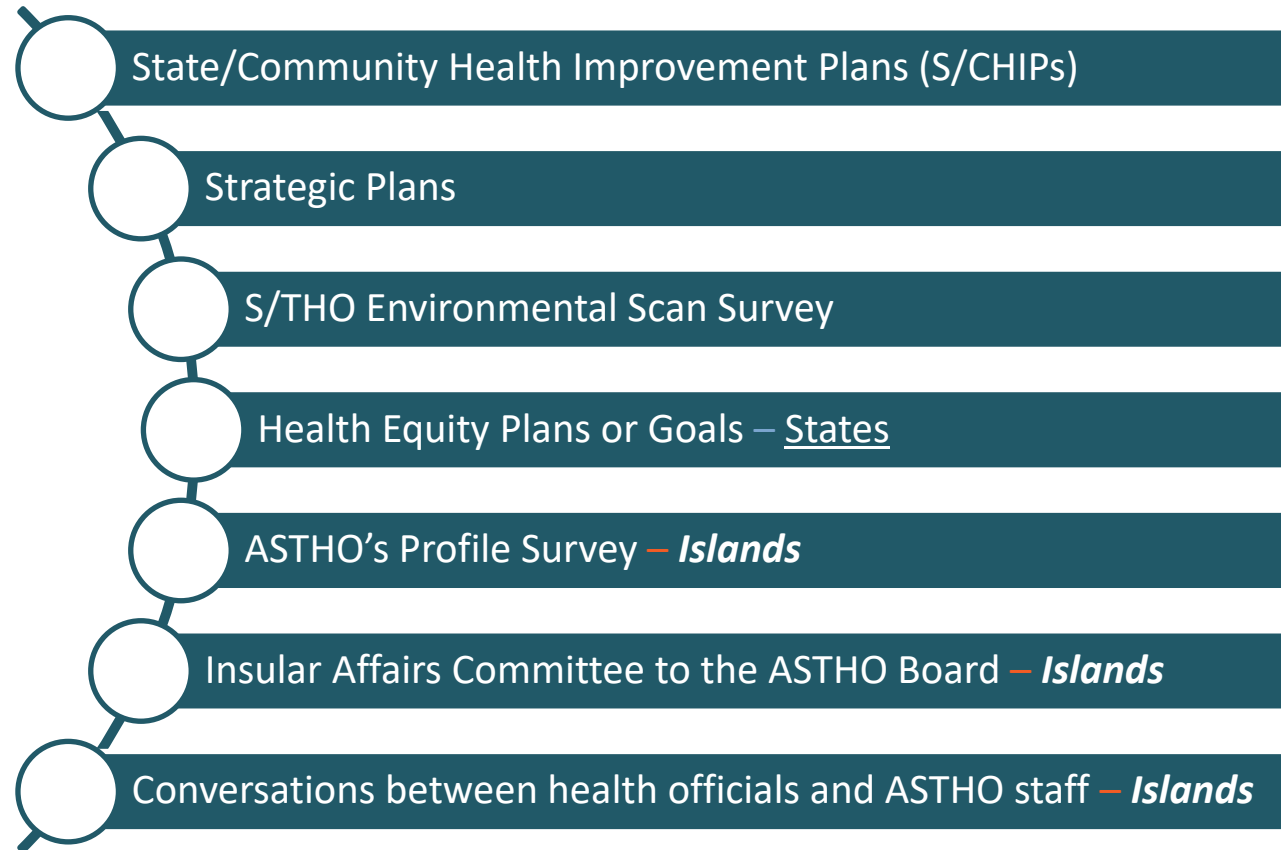 State/Community Health Improvement Plans (S/CHIPs)
Strategic Plans
S/THO Environmental Scan Survey
Health Equity Plans or Goals – States
ASTHO’s Profile Survey – Islands
Insular Affairs Committee to the ASTHO Board – Islands
Conversations between health officials and ASTHO staff – Islands